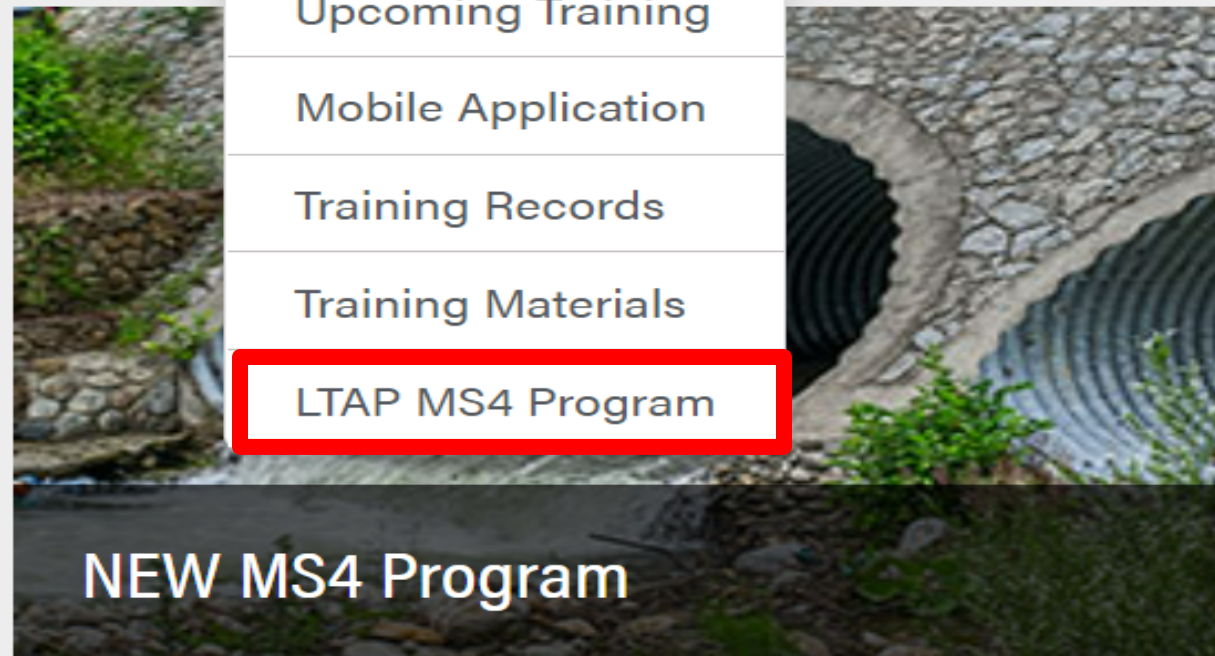 Upcoming Training
Mobile Application
Training Records
Training Materials
LTAP MS4 Program
NEW MS4 Program